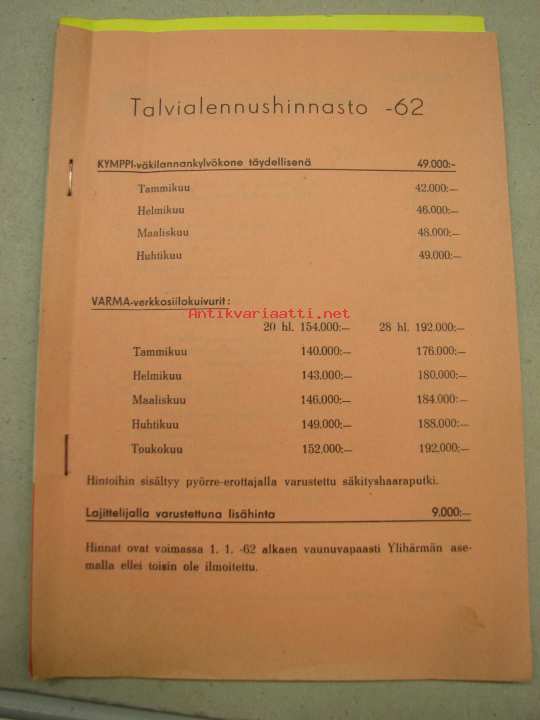 Talvialennushinnasto -62
KYMPPI-väkilannankylvökone täydellisenä 49.000:-
Tammikuu 42.000:—
Helmikuu 46.000:—
Maaliskuu 48.000:—
Huhtikuu 49.000:—
VARMA-verkkosiilokuivurit:
Antikvariaatti.net
20 hl. 154.000:— 28 hl. 192.000:—
Tammikuu 140.000:— 176.000:—
Helmikuu 143.000:— 180.000:—
Maaliskuu 146.000:— 184.000:—
Huhtikuu 149.000:— 188.000:—
Toukokuu 152.000:— 192.000:—
Hintoihin sisältyy pyörre-erottajalla varustettu säkityshaaraputki.
Lajittelijalla varustettuna lisähinta 9.000:—
Hinnat ovat voimassa 1. 1. -62 alkaen vaunuvapaasti Ylihärmän ase-
malla ellei toisin ole ilmoitettu.